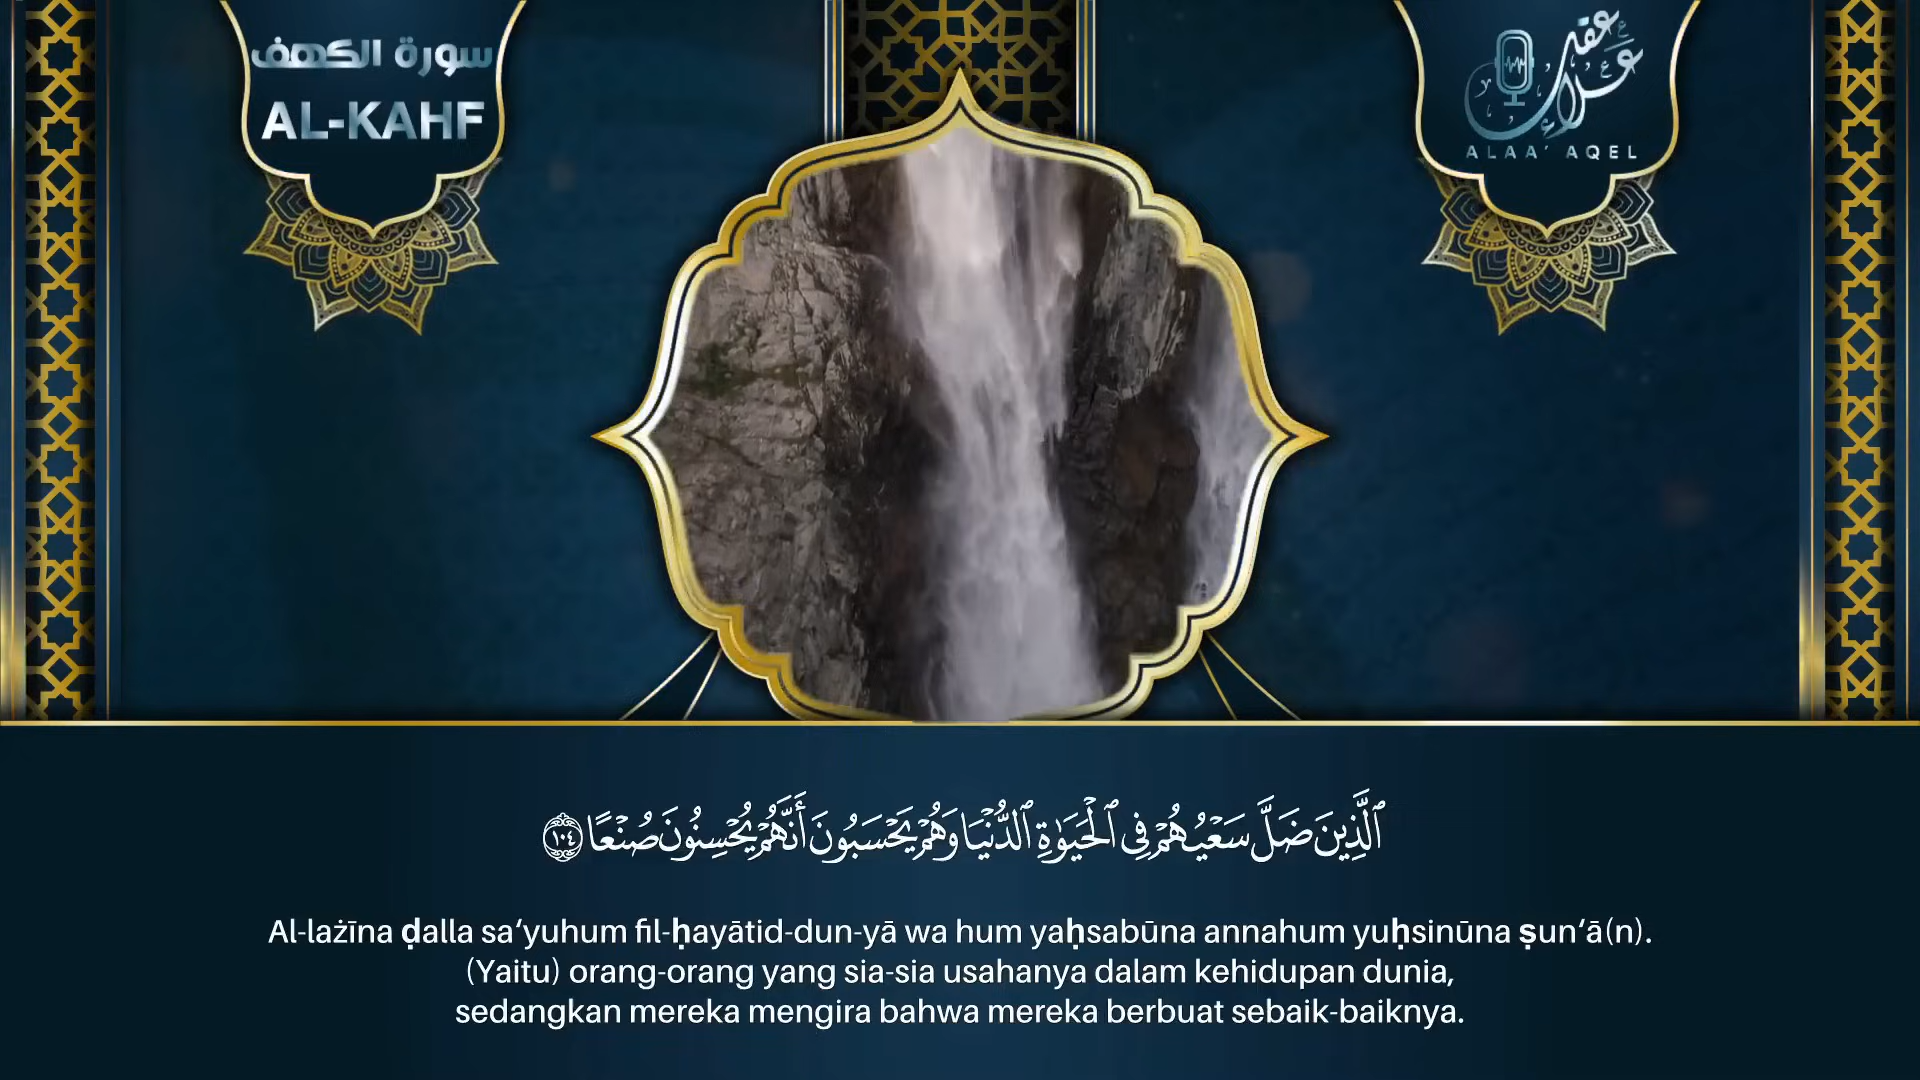 سورة الكهف
AL-KAHF
علاء عقل
ALAA' AQEL
ٱلَّذِينَ ضَلَّ سَعْيُهُمْ فِى ٱلْحَيَوٰةِ ٱلدُّنْيَا وَهُمْ يَحْسَبُونَ أَنَّهُمْ يُحْسِنُونَ صُنْعًا ١٠٤
Al-lażīna ḍalla sa‘yuhum fil-ḥayātid-dun-yā wa hum yaḥsabūna annahum yuḥsinūna ṣun‘ā(n).
(Yaitu) orang-orang yang sia-sia usahanya dalam kehidupan dunia,
sedangkan mereka mengira bahwa mereka berbuat sebaik-baiknya.